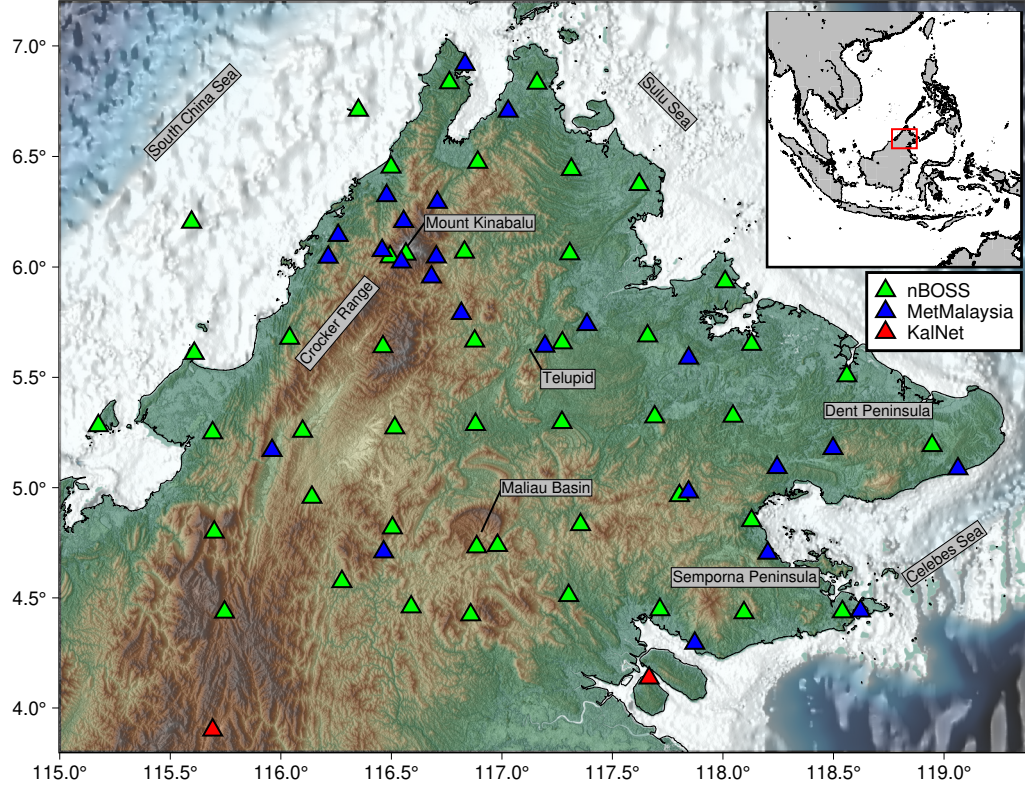 7.0°
6.5°
6.0°
5.5°
5.0°
4.5°
4.0°
South China Sea
Sulu Sea
Mount Kinabalu
Crocker Range
Telupid
Dent Peninsula
Maliau Basin
Celebes Sea
Semporna Peninsula
nBOSS
MetMalaysia
KalNet
115.0°
115.5°
116.0°
116.5°
117.0°
117.5°
118.0°
118.5°
119.0°